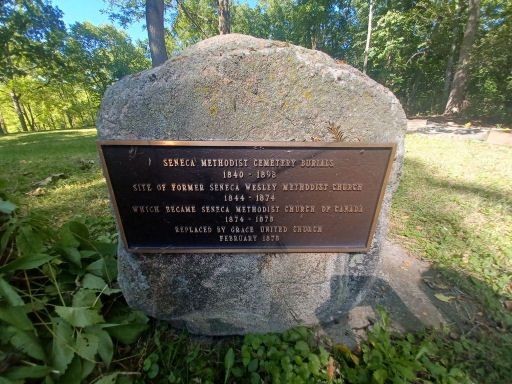 SENECA METHODIST CEMETERY BURIALS
1840 - 1893
SITE OF FORMER SENECA WESLEY METHODIST CHURCH
1844 - 1874
WHICH BECAME SENECA METHODIST CHURCH OF CANADA
1874 - 1878
REPLACED BY GRACE UNITED CHURCH
FEBRUARY 1878